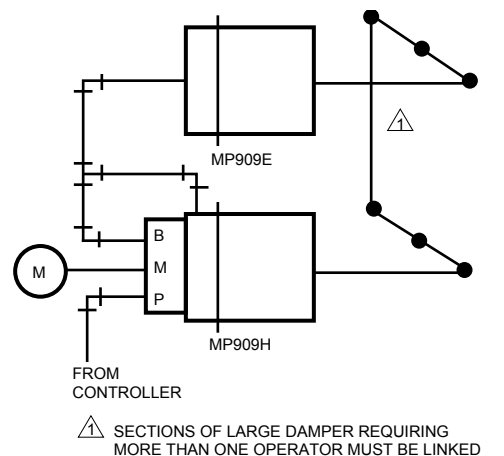 1
MP909E
B
M
M
P
MP909H
FROM
CONTROLLER
1 SECTIONS OF LARGE DAMPER REQUIRING
MORE THAN ONE OPERATOR MUST BE LINKED